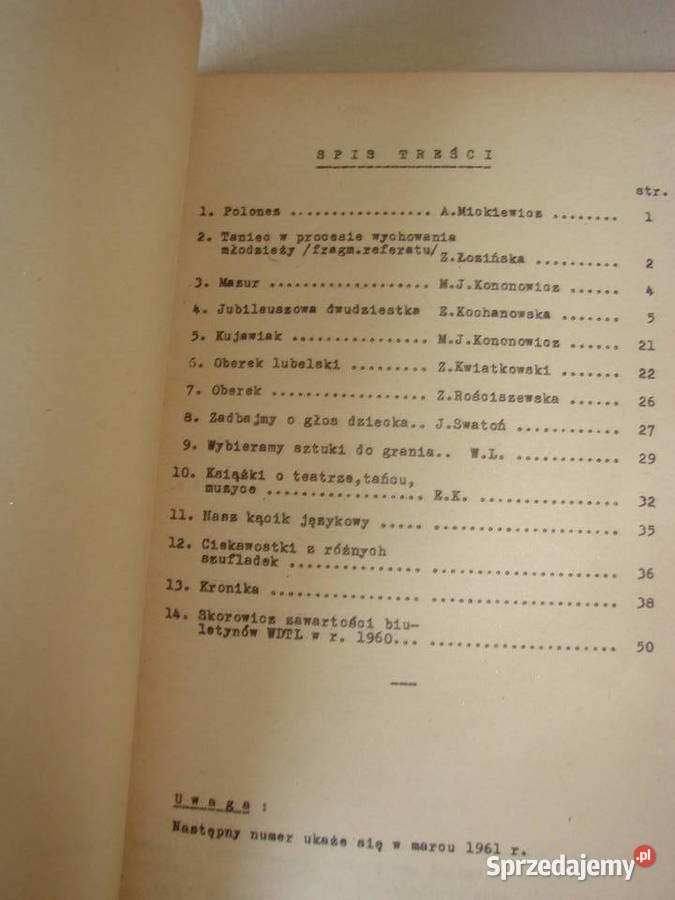 SPIS TREŚCI
str.
1. Polonez ................. A.Mickiewicz ........ 1
2. Taniec w procesie wychowania
młodzieży /fragm.referatu/
Z.Łozińska .......... 2
3. Mazur ................... M.J.Kononowicz ...... 4
4. Jubileuszowa dwudziestka Z.Kochanowska ....... 5
5. Kujawiak ................ M.J.Kononowicz ...... 21
6. Oberek lubelski ......... Z.Kwiatkowski ....... 22
7. Oberek .................. Z.Rościszewska ...... 26
8. Zadbajmy o głos dziecka.. J.Swatoń ............ 27
9. Wybieramy sztuki do grania.. W.L. ............ 29
10. Książki o teatrze,tańcu,
muzyce .................. E.K. ................ 32
11. Nasz kącik językowy ..... ..................... 35
12. Ciekawostki z różnych
szufladek ............... ..................... 36
13. Kronika ................. ..................... 38
14. Skorowicz zawartości biu-
letynów WDTL w r. 1960... ..................... 50
Uwaga :
Następny numer ukaże się w marcu 1961 r.
Sprzedajemy.pl